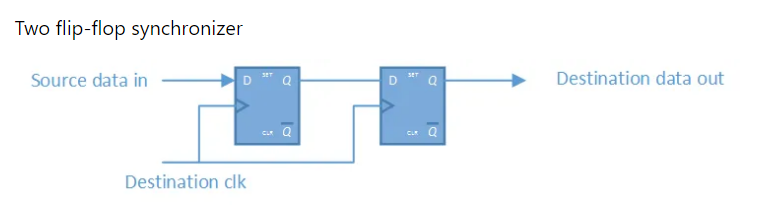 Two flip-flop synchronizer
Source data in
D SET Q
CLR Q
D SET Q
CLR Q
Destination data out
Destination clk